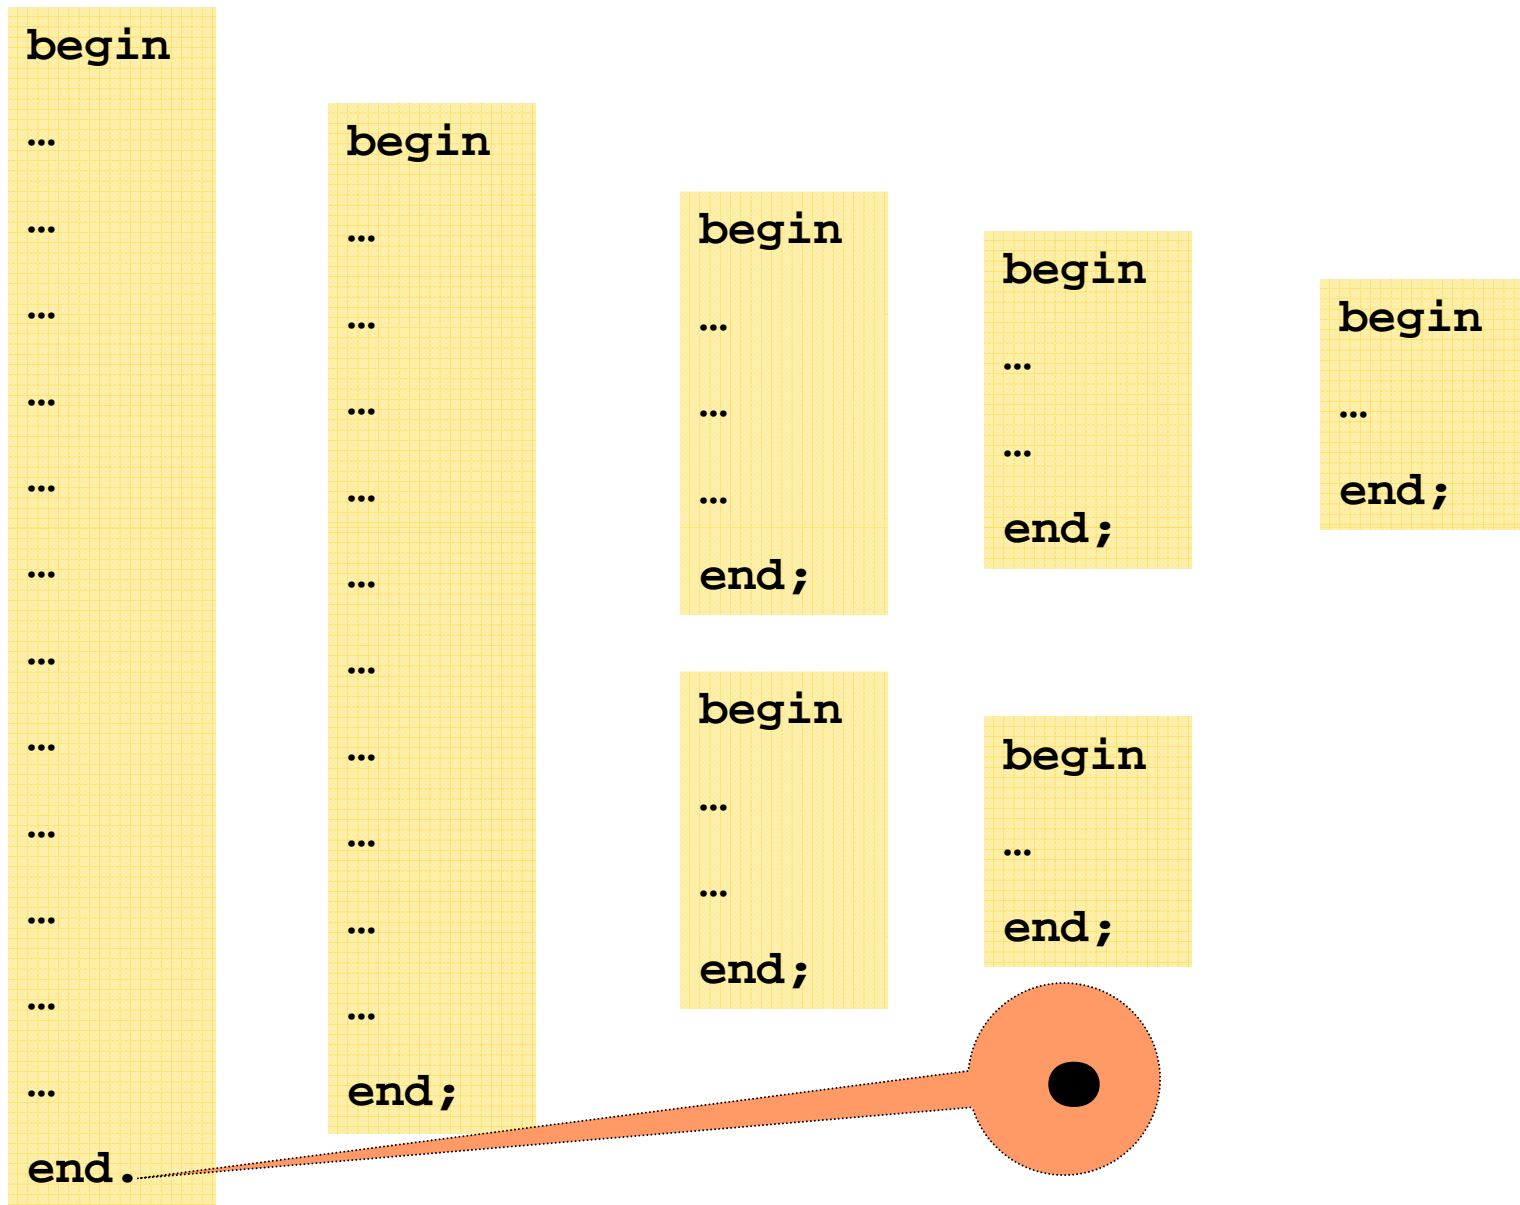 begin
…
…
…
…
…
…
…
…
…
…
…
…
end.
begin
…
…
…
…
…
…
…
…
…
…
end;
begin
…
…
…
end;
begin
…
…
end;
begin
…
end;
begin
…
…
end;
begin
…
end;
.